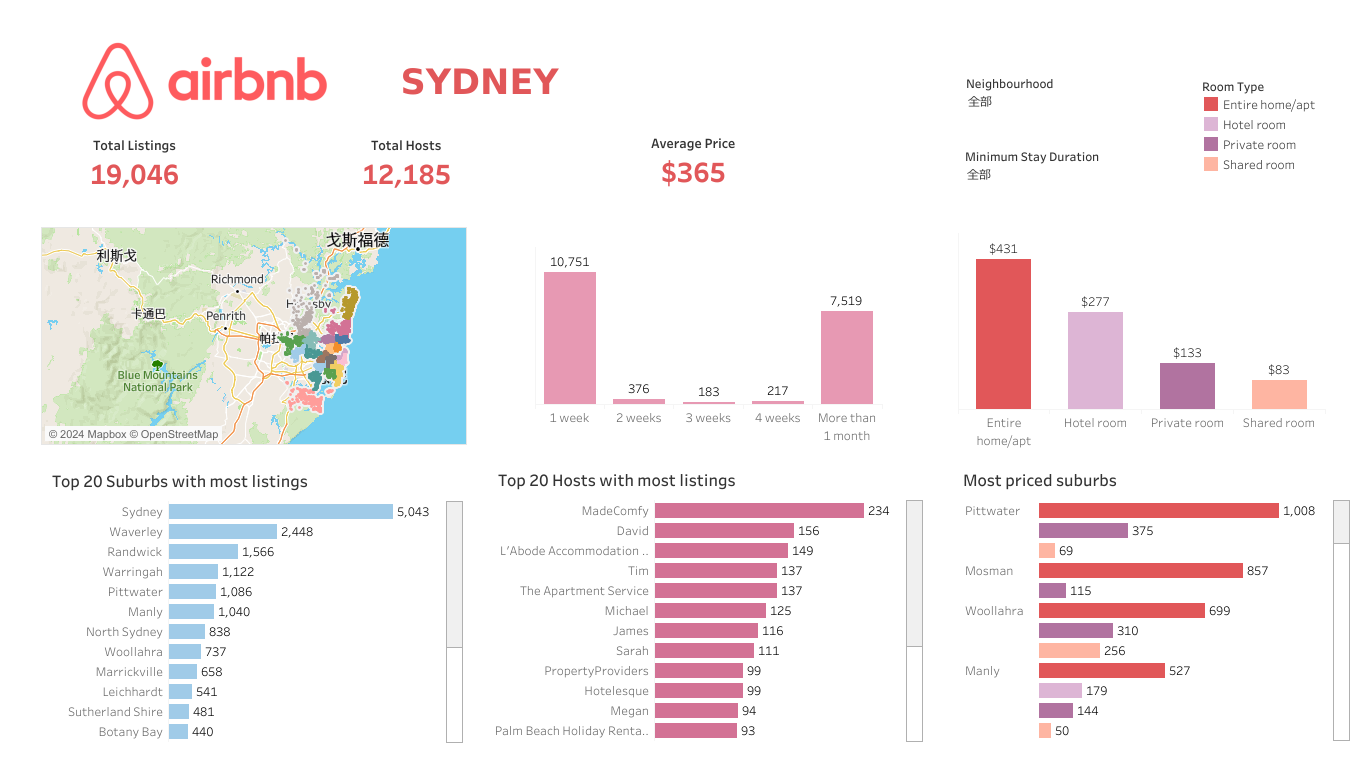 airbnb
SYDNEY
Neighbourhood
全部
Minimum Stay Duration
全部
Room Type
Entire home/apt
Hotel room
Private room
Shared room
Total Listings
19,046
Total Hosts
12,185
Average Price
$365
戈斯福德
利斯戈
Richmond
卡通巴
Penrith
Blue Mountains
National Park
© 2024 Mapbox © OpenStreetMap
10,751
376
183
217
7,519
1 week
2 weeks
3 weeks
4 weeks
More than
1 month
$431
$277
$133
$83
Entire
home/apt
Hotel room
Private room
Shared room
Top 20 Suburbs with most listings
Sydney 5,043
Waverley 2,448
Randwick 1,566
Warringah 1,122
Pittwater 1,086
Manly 1,040
North Sydney 838
Woollahra 737
Marrickville 658
Leichhardt 541
Sutherland Shire 481
Botany Bay 440
Top 20 Hosts with most listings
MadeComfy 234
David 156
L'Abode Accommodation .. 149
Tim 137
The Apartment Service 137
Michael 125
James 116
Sarah 111
PropertyProviders 99
Hotelesque 99
Megan 94
Palm Beach Holiday Renta.. 93
Most priced suburbs
Pittwater 1,008
375
69
Mosman 857
115
Woollahra 699
310
256
Manly 527
179
144
50